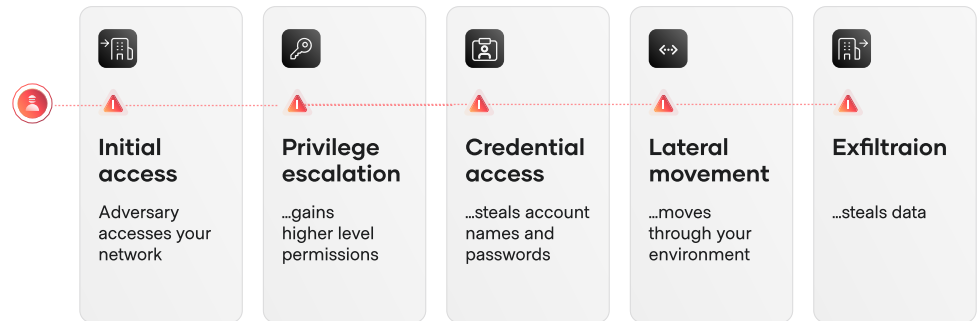 Initial
access
Adversary
accesses your
network
Privilege
escalation
...gains
higher level
permissions
Credential
access
...steals account
names and
passwords
Lateral
movement
...moves
through your
environment
Exfiltraion
...steals data